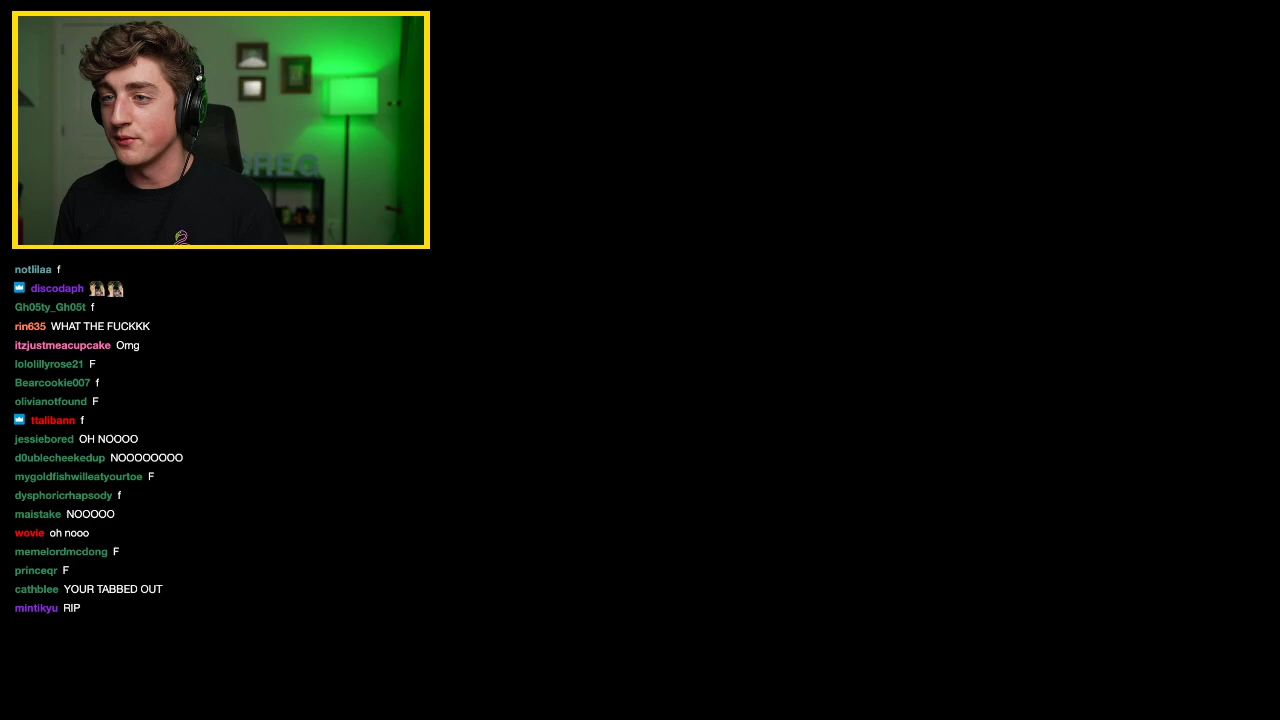 GREG
notlilaa f
discodaph
Gh05ty_Gh05t f
rin635 WHAT THE FUCKKK
itzjustmeacupcake Omg
lololillyrose21 F
Bearcookie007 f
olivianotfound F
ttalibann f
jessiebored OH NOOOO
d0ublecheekedup NOOOOOOOO
mygoldfishwilleatyourtoe F
dysphoricrhapsody f
maistake NOOOOO
wovie oh nooo
memelordmcdong F
princeqr F
cathblee YOUR TABBED OUT
mintikyu RIP